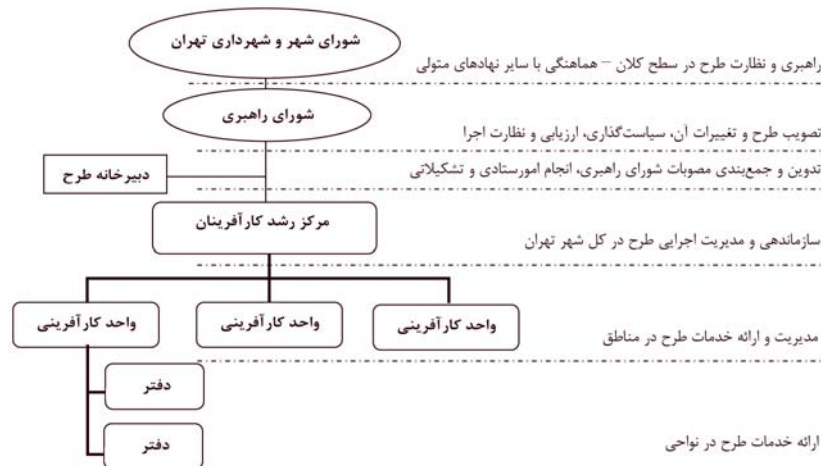 شورای شهر و شهرداری تهران
راهبری و نظارت طرح در سطح کلان – هماهنگی با سایر نهادهای متولی
شورای راهبری
تصویب طرح و تغییرات آن، سیاست‌گذاری، ارزیابی و نظارت اجرا
تدوین و جمع‌بندی مصوبات شورای راهبری، انجام امورستادی و تشکیلاتی
دبیرخانه طرح
مرکز رشد کارآفرینان
سازماندهی و مدیریت اجرایی طرح در کل شهر تهران
واحد کارآفرینی
واحد کارآفرینی
واحد کارآفرینی
مدیریت و ارائه خدمات طرح در مناطق
دفتر
دفتر
ارائه خدمات طرح در نواحی